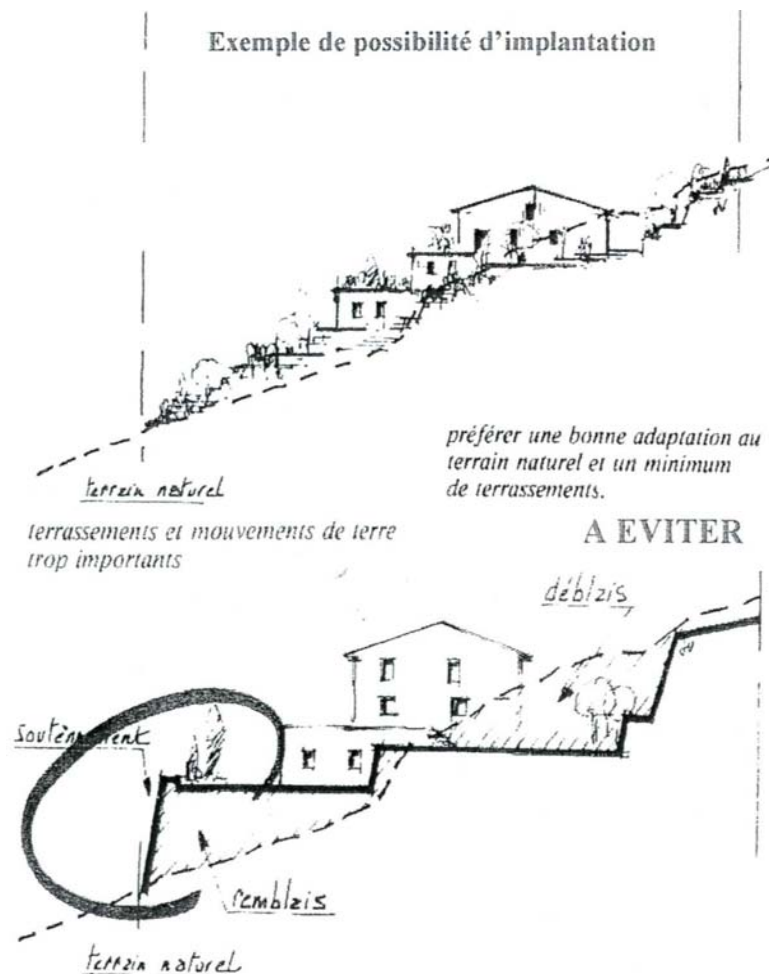 Exemple de possibilité d'implantation
préférer une bonne adaptation au
terrain naturel et un minimum
de terrassements.
terrain naturel
terrassements et mouvements de terre
trop importants
A EVITER
déblais
soutènement
remblais
terrain naturel